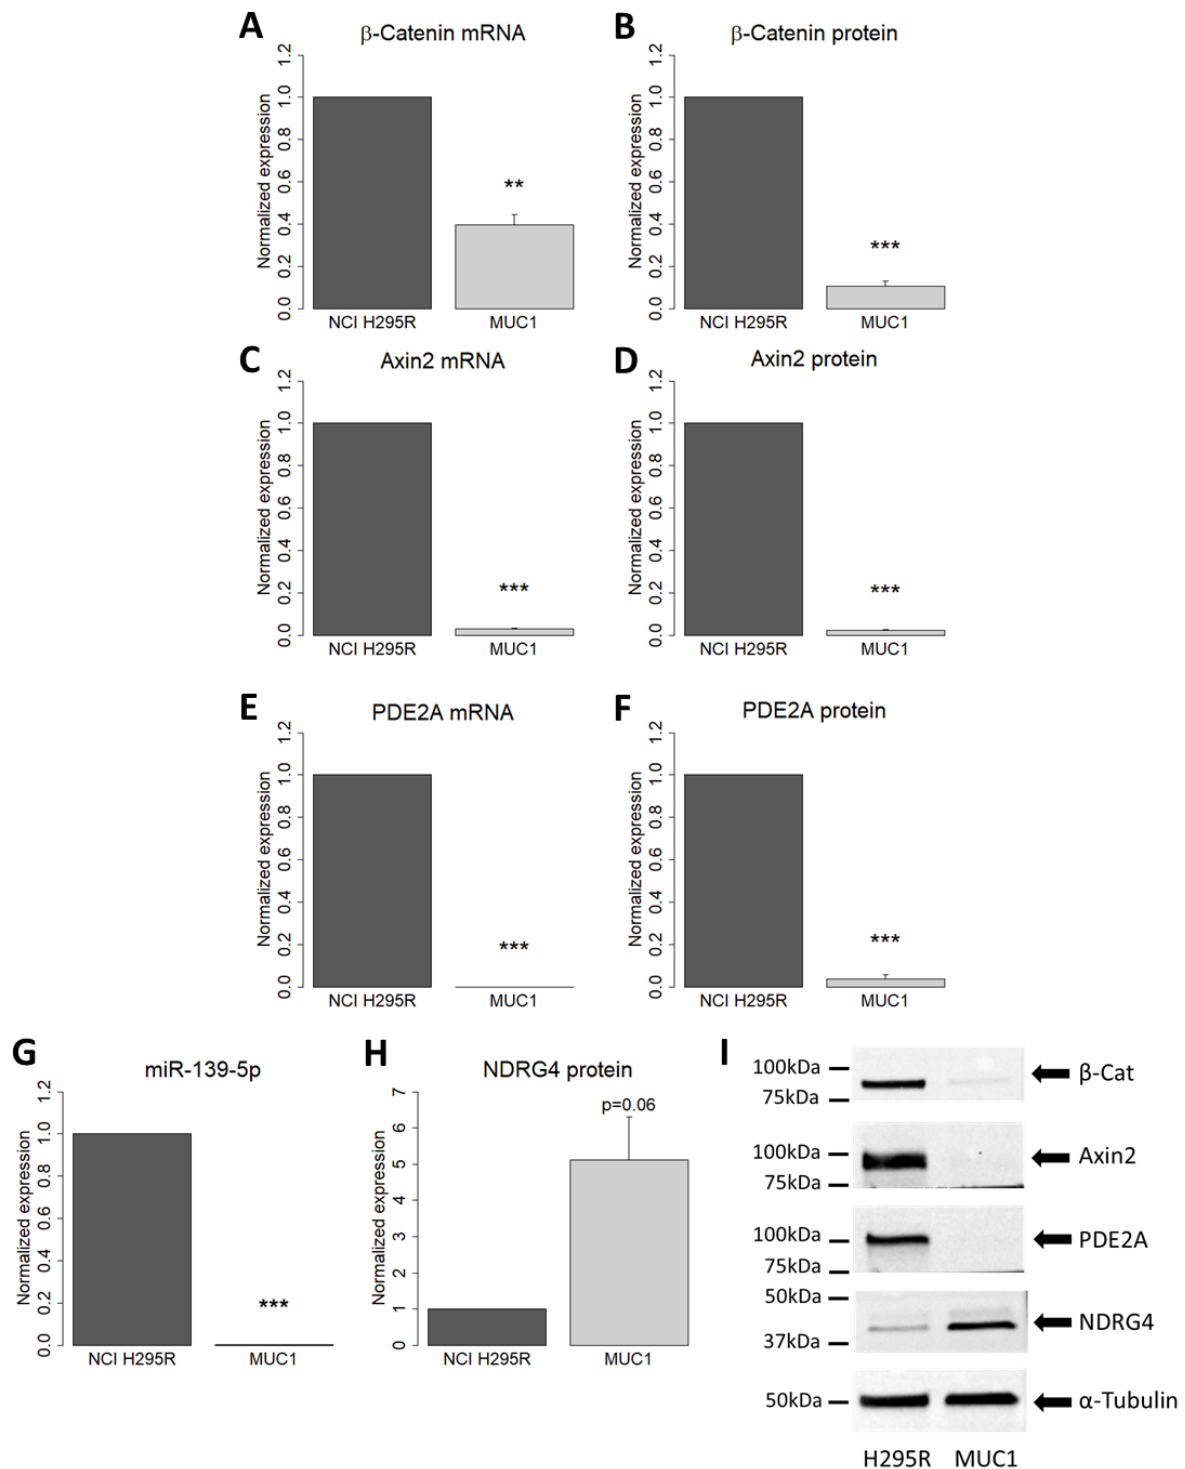 A
β-Catenin mRNA
Normalized expression
0.0 0.2 0.4 0.6 0.8 1.0 1.2
**
NCI H295R MUC1
B
β-Catenin protein
Normalized expression
0.0 0.2 0.4 0.6 0.8 1.0 1.2
***
NCI H295R MUC1
C
Axin2 mRNA
Normalized expression
0.0 0.2 0.4 0.6 0.8 1.0 1.2
***
NCI H295R MUC1
D
Axin2 protein
Normalized expression
0.0 0.2 0.4 0.6 0.8 1.0 1.2
***
NCI H295R MUC1
E
PDE2A mRNA
Normalized expression
0.0 0.2 0.4 0.6 0.8 1.0 1.2
***
NCI H295R MUC1
F
PDE2A protein
Normalized expression
0.0 0.2 0.4 0.6 0.8 1.0 1.2
***
NCI H295R MUC1
G
miR-139-5p
Normalized expression
0.0 0.2 0.4 0.6 0.8 1.0 1.2
***
NCI H295R MUC1
H
NDRG4 protein
Normalized expression
0 1 2 3 4 5 6 7
p=0.06
NCI H295R MUC1
I
100kDa
β-Cat
75kDa
100kDa
Axin2
75kDa
100kDa
PDE2A
75kDa
50kDa
NDRG4
37kDa
50kDa
α-Tubulin
H295R MUC1